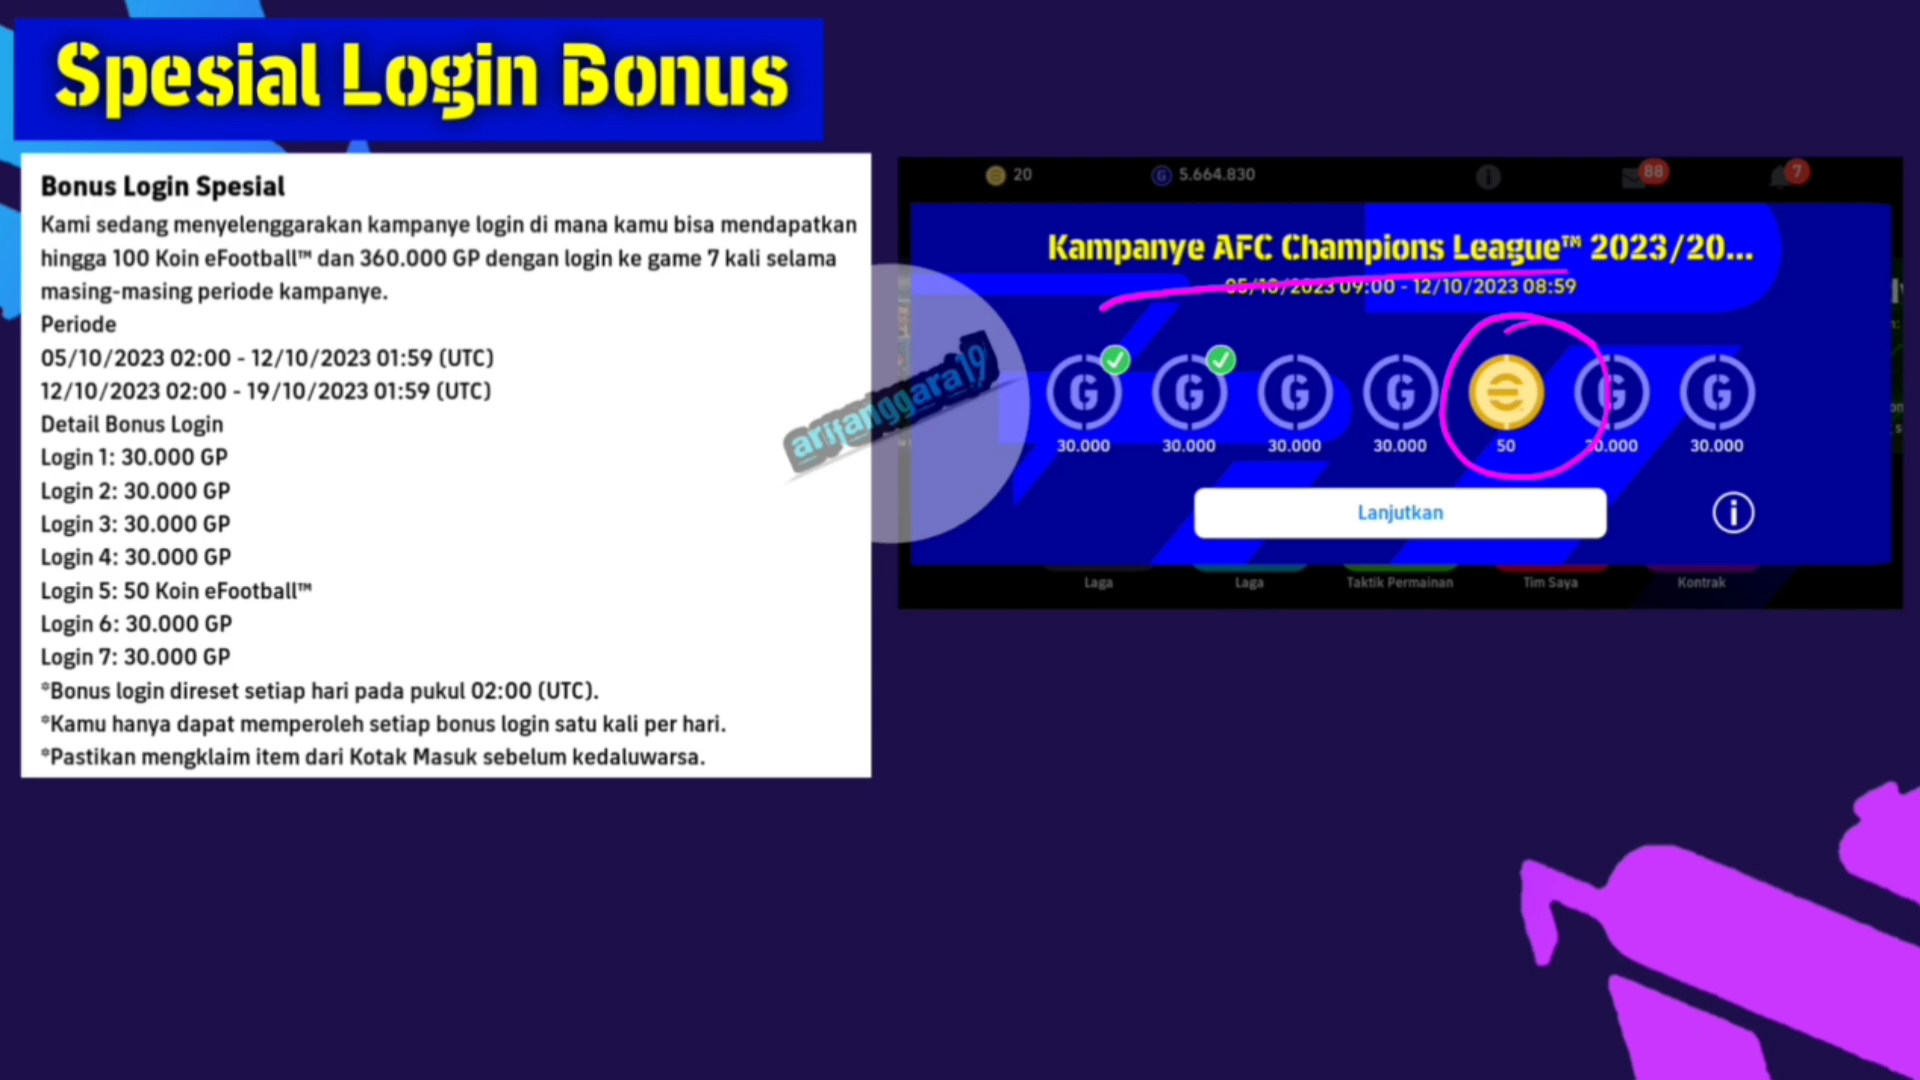 Spesial Login Bonus
Bonus Login Spesial
Kami sedang menyelenggarakan kampanye login di mana kamu bisa mendapatkan
hingga 100 Koin eFootball™ dan 360.000 GP dengan login ke game 7 kali selama
masing-masing periode kampanye.
Periode
05/10/2023 02:00 - 12/10/2023 01:59 (UTC)
12/10/2023 02:00 - 19/10/2023 01:59 (UTC)
Detail Bonus Login
Login 1: 30.000 GP
Login 2: 30.000 GP
Login 3: 30.000 GP
Login 4: 30.000 GP
Login 5: 50 Koin eFootball™
Login 6: 30.000 GP
Login 7: 30.000 GP
*Bonus login direset setiap hari pada pukul 02:00 (UTC).
*Kamu hanya dapat memperoleh setiap bonus login satu kali per hari.
*Pastikan mengklaim item dari Kotak Masuk sebelum kedaluwarsa.
arifanggara19
20 5.664.830 88 7
Kampanye AFC Champions League™ 2023/20...
05/10/2023 09:00 - 12/10/2023 08:59
30.000 30.000 30.000 30.000 50 30.000 30.000
Lanjutkan
Laga Laga Taktik Permainan Tim Saya Kontrak